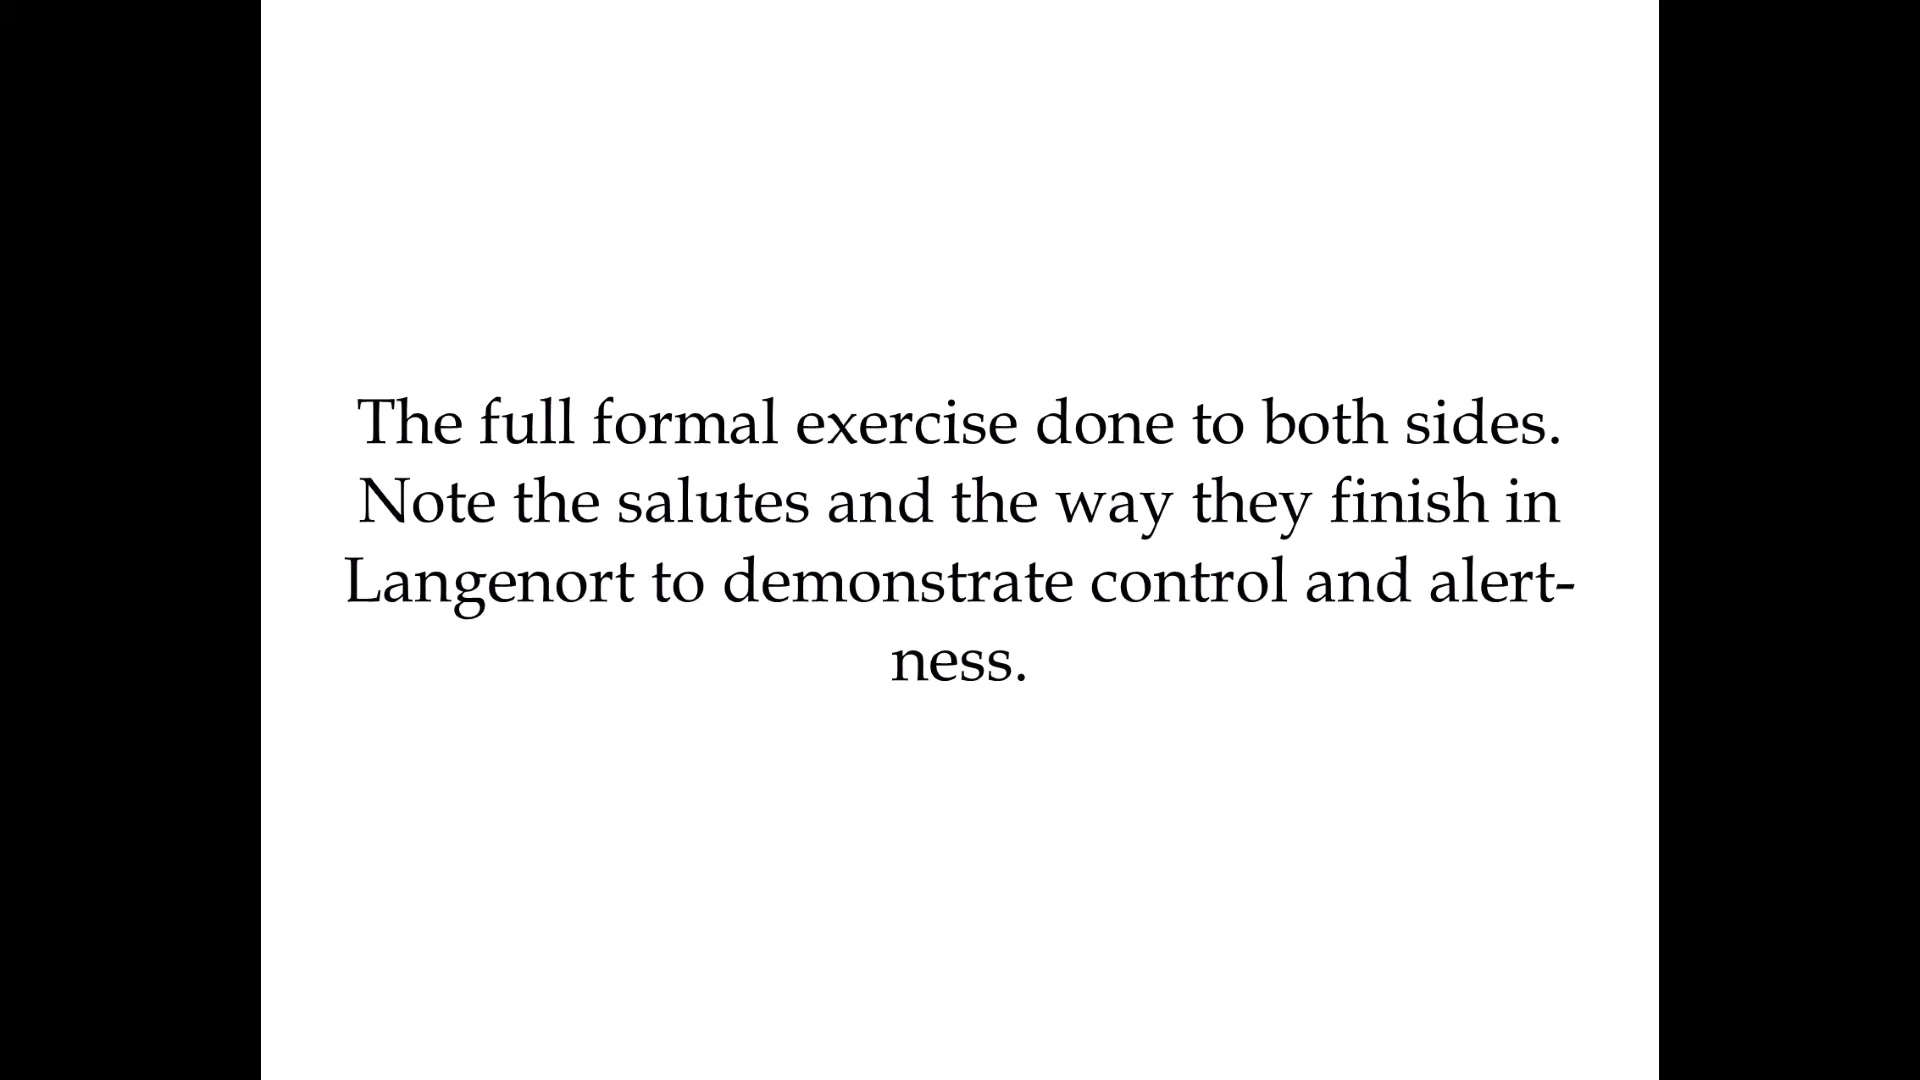 The full formal exercise done to both sides.
Note the salutes and the way they finish in
Langenort to demonstrate control and alert-
ness.